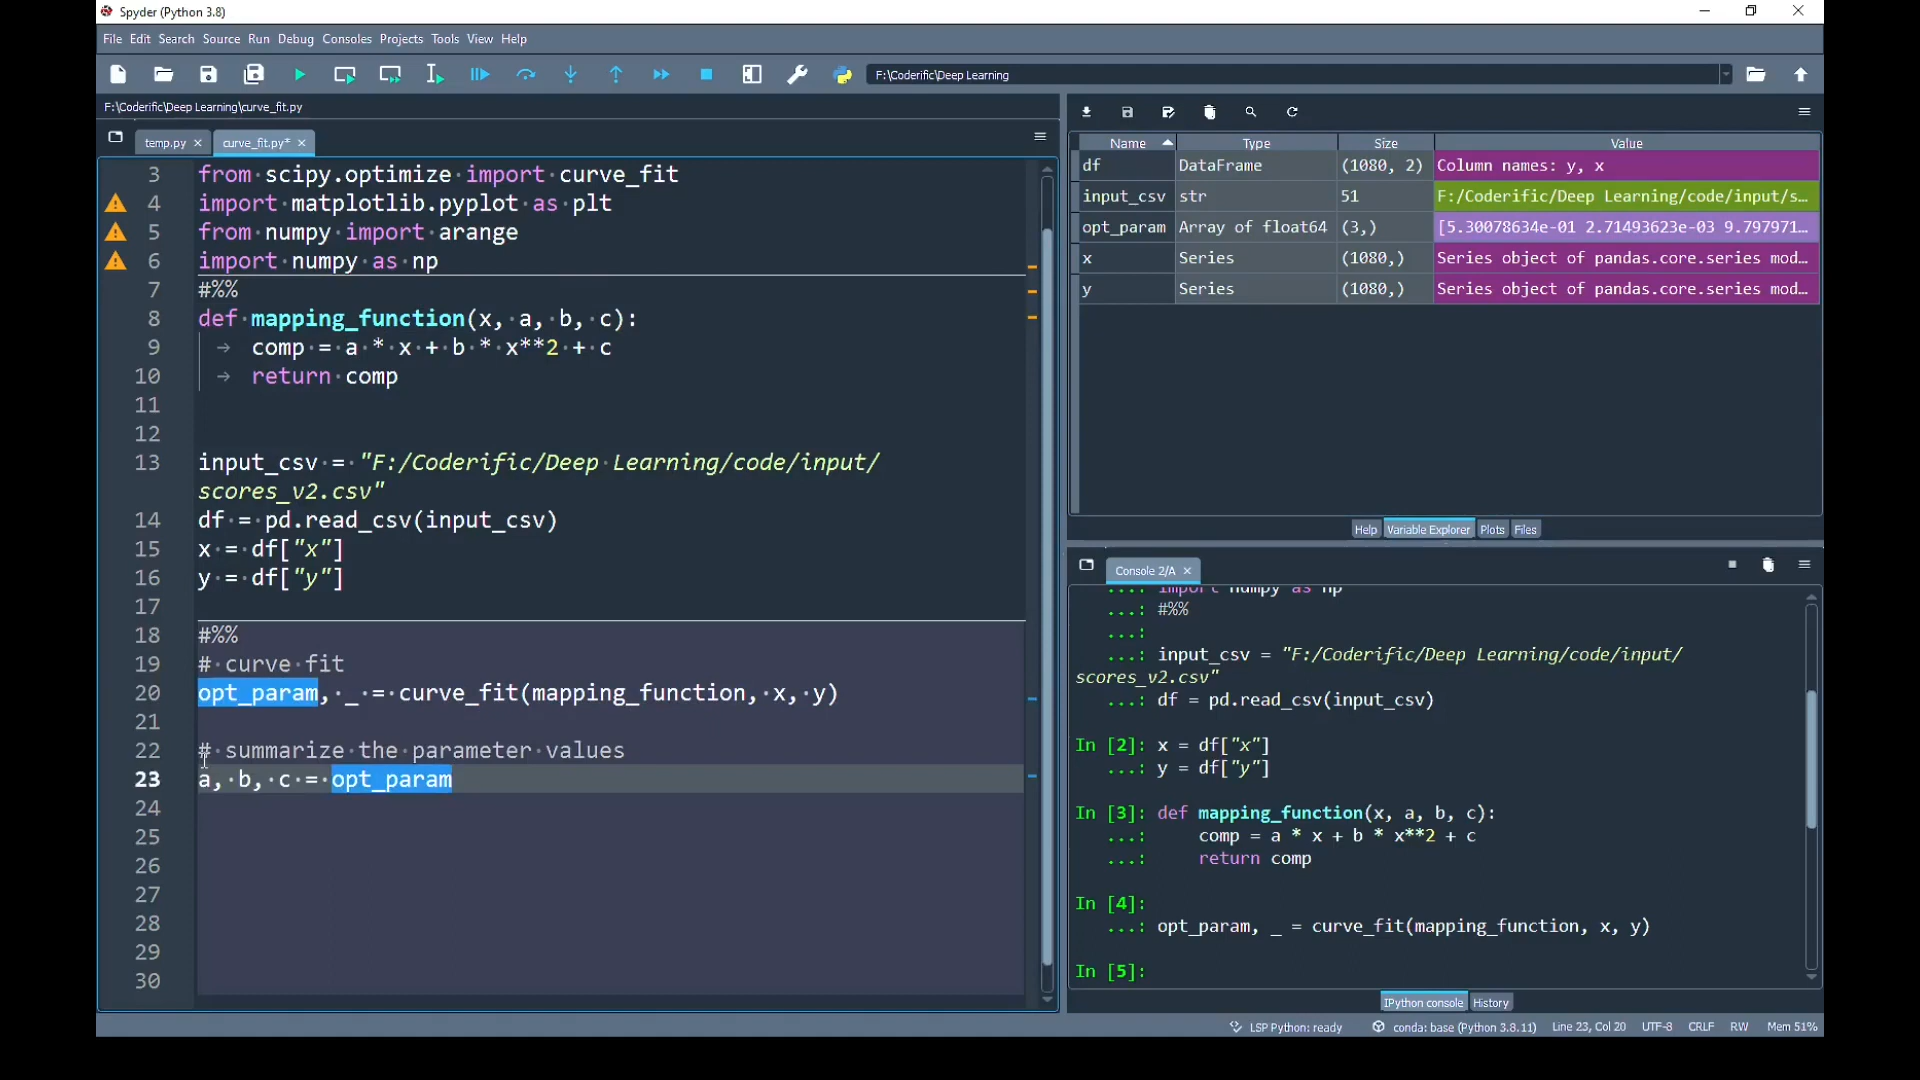 Spyder (Python 3.8)
File Edit Search Source Run Debug Consoles Projects Tools View Help
F:\Coderific\Deep Learning
F:\Coderific\Deep Learning\curve_fit.py
temp.py
curve_fit.py*
3 from scipy.optimize import curve_fit
4 import matplotlib.pyplot as plt
5 from numpy import arange
6 import numpy as np
7 #%%
8 def mapping_function(x, a, b, c):
9 comp = a * x + b * x**2 + c
10 return comp
11
12
13 input_csv = "F:/Coderific/Deep Learning/code/input/
scores_v2.csv"
14 df = pd.read_csv(input_csv)
15 x = df["x"]
16 y = df["y"]
17
18 #%%
19 # curve fit
20 opt_param, _ = curve_fit(mapping_function, x, y)
21
22 # summarize the parameter values
23 a, b, c = opt_param
24
25
26
27
28
29
30
Name Type Size Value
df DataFrame (1080, 2) Column names: y, x
input_csv str 51 F:/Coderific/Deep Learning/code/input/s...
opt_param Array of float64 (3,) [5.30078634e-01 2.71493623e-03 9.797971...
x Series (1080,) Series object of pandas.core.series mod...
y Series (1080,) Series object of pandas.core.series mod...
Help Variable Explorer Plots Files
Console 2/A
...: import numpy as np
...: #%%
...:
...: input_csv = "F:/Coderific/Deep Learning/code/input/
scores_v2.csv"
...: df = pd.read_csv(input_csv)
In [2]: x = df["x"]
...: y = df["y"]
In [3]: def mapping_function(x, a, b, c):
...: comp = a * x + b * x**2 + c
...: return comp
In [4]:
...: opt_param, _ = curve_fit(mapping_function, x, y)
In [5]:
IPython console History
LSP Python: ready conda: base (Python 3.8.11) Line 23, Col 20 UTF-8 CRLF RW Mem 51%